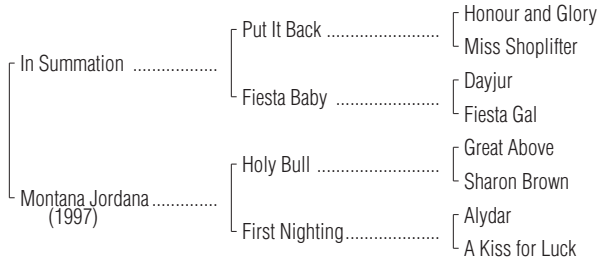 Honour and Glory
Put It Back ....................
Miss Shoplifter
In Summation ...............
Dayjur
Fiesta Baby ..................
Fiesta Gal
Great Above
Holy Bull ......................
Sharon Brown
Montana Jordana.............
(1997)
Alydar
First Nighting.................
A Kiss for Luck